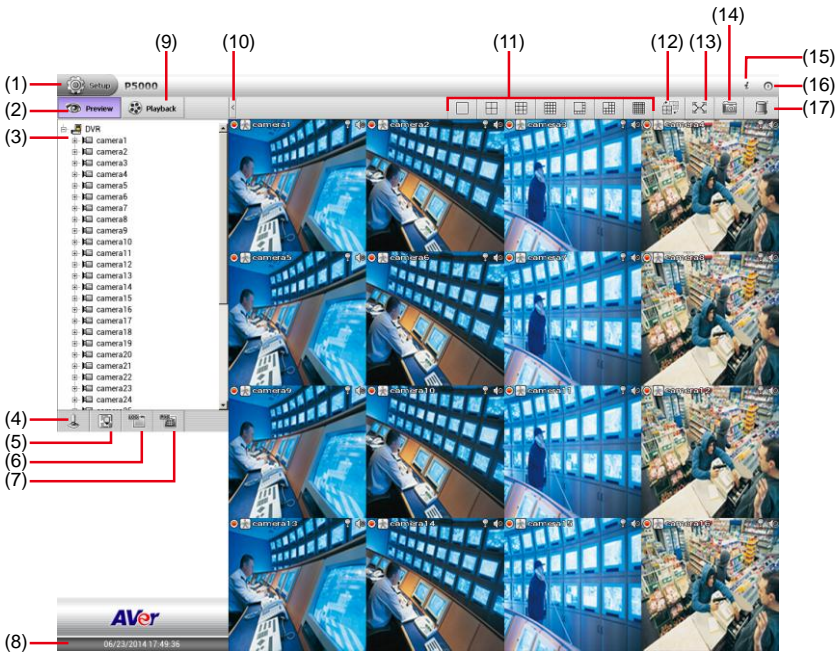 (9) (10) (11) (12) (13) (14)
(15)
(1) Setup P5000
(16)
(2) Preview Playback
(17)
(3) DVR
camera1
camera2
camera3
camera4
camera5
camera6
camera7
camera8
camera9
camera10
camera11
camera12
camera13
camera14
camera15
camera16
camera17
camera18
camera19
camera20
camera21
camera22
camera23
camera24
(4)
(5)
(6)
(7)
camera1 camera2 camera3 camera4
camera5 camera6 camera7 camera8
camera9 camera10 camera11 camera12
camera13 camera14 camera15 camera16
AVer
(8) 06/23/2014 17:49:36